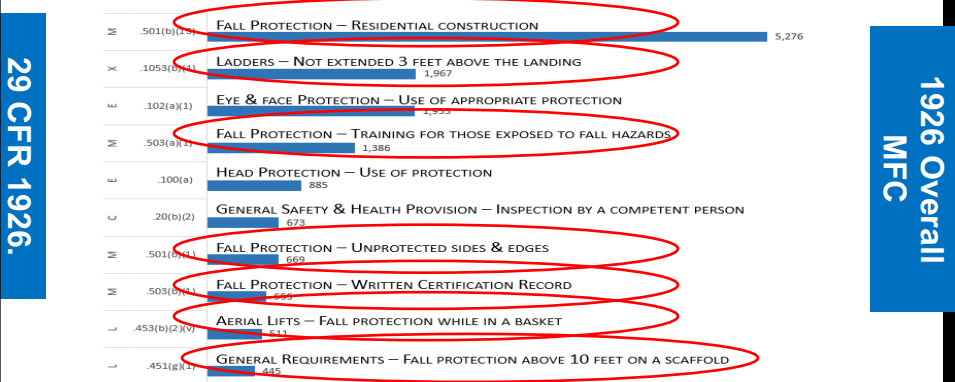 29 CFR 1926.
M .501(b)(13) FALL PROTECTION – RESIDENTIAL CONSTRUCTION
5,276
X .1053(b)(1) LADDERS – NOT EXTENDED 3 FEET ABOVE THE LANDING
1,967
E .102(a)(1) EYE & FACE PROTECTION – USE OF APPROPRIATE PROTECTION
M .503(a)(1) FALL PROTECTION – TRAINING FOR THOSE EXPOSED TO FALL HAZARDS
1,386
E .100(a) HEAD PROTECTION – USE OF PROTECTION
885
C .20(b)(2) GENERAL SAFETY & HEALTH PROVISION – INSPECTION BY A COMPETENT PERSON
673
M .501(b)(1) FALL PROTECTION – UNPROTECTED SIDES & EDGES
669
M .503(b)(1) FALL PROTECTION – WRITTEN CERTIFICATION RECORD
L .453(b)(2)(v) AERIAL LIFTS – FALL PROTECTION WHILE IN A BASKET
511
L .451(g)(1) GENERAL REQUIREMENTS – FALL PROTECTION ABOVE 10 FEET ON A SCAFFOLD
445
1926 Overall
MFC